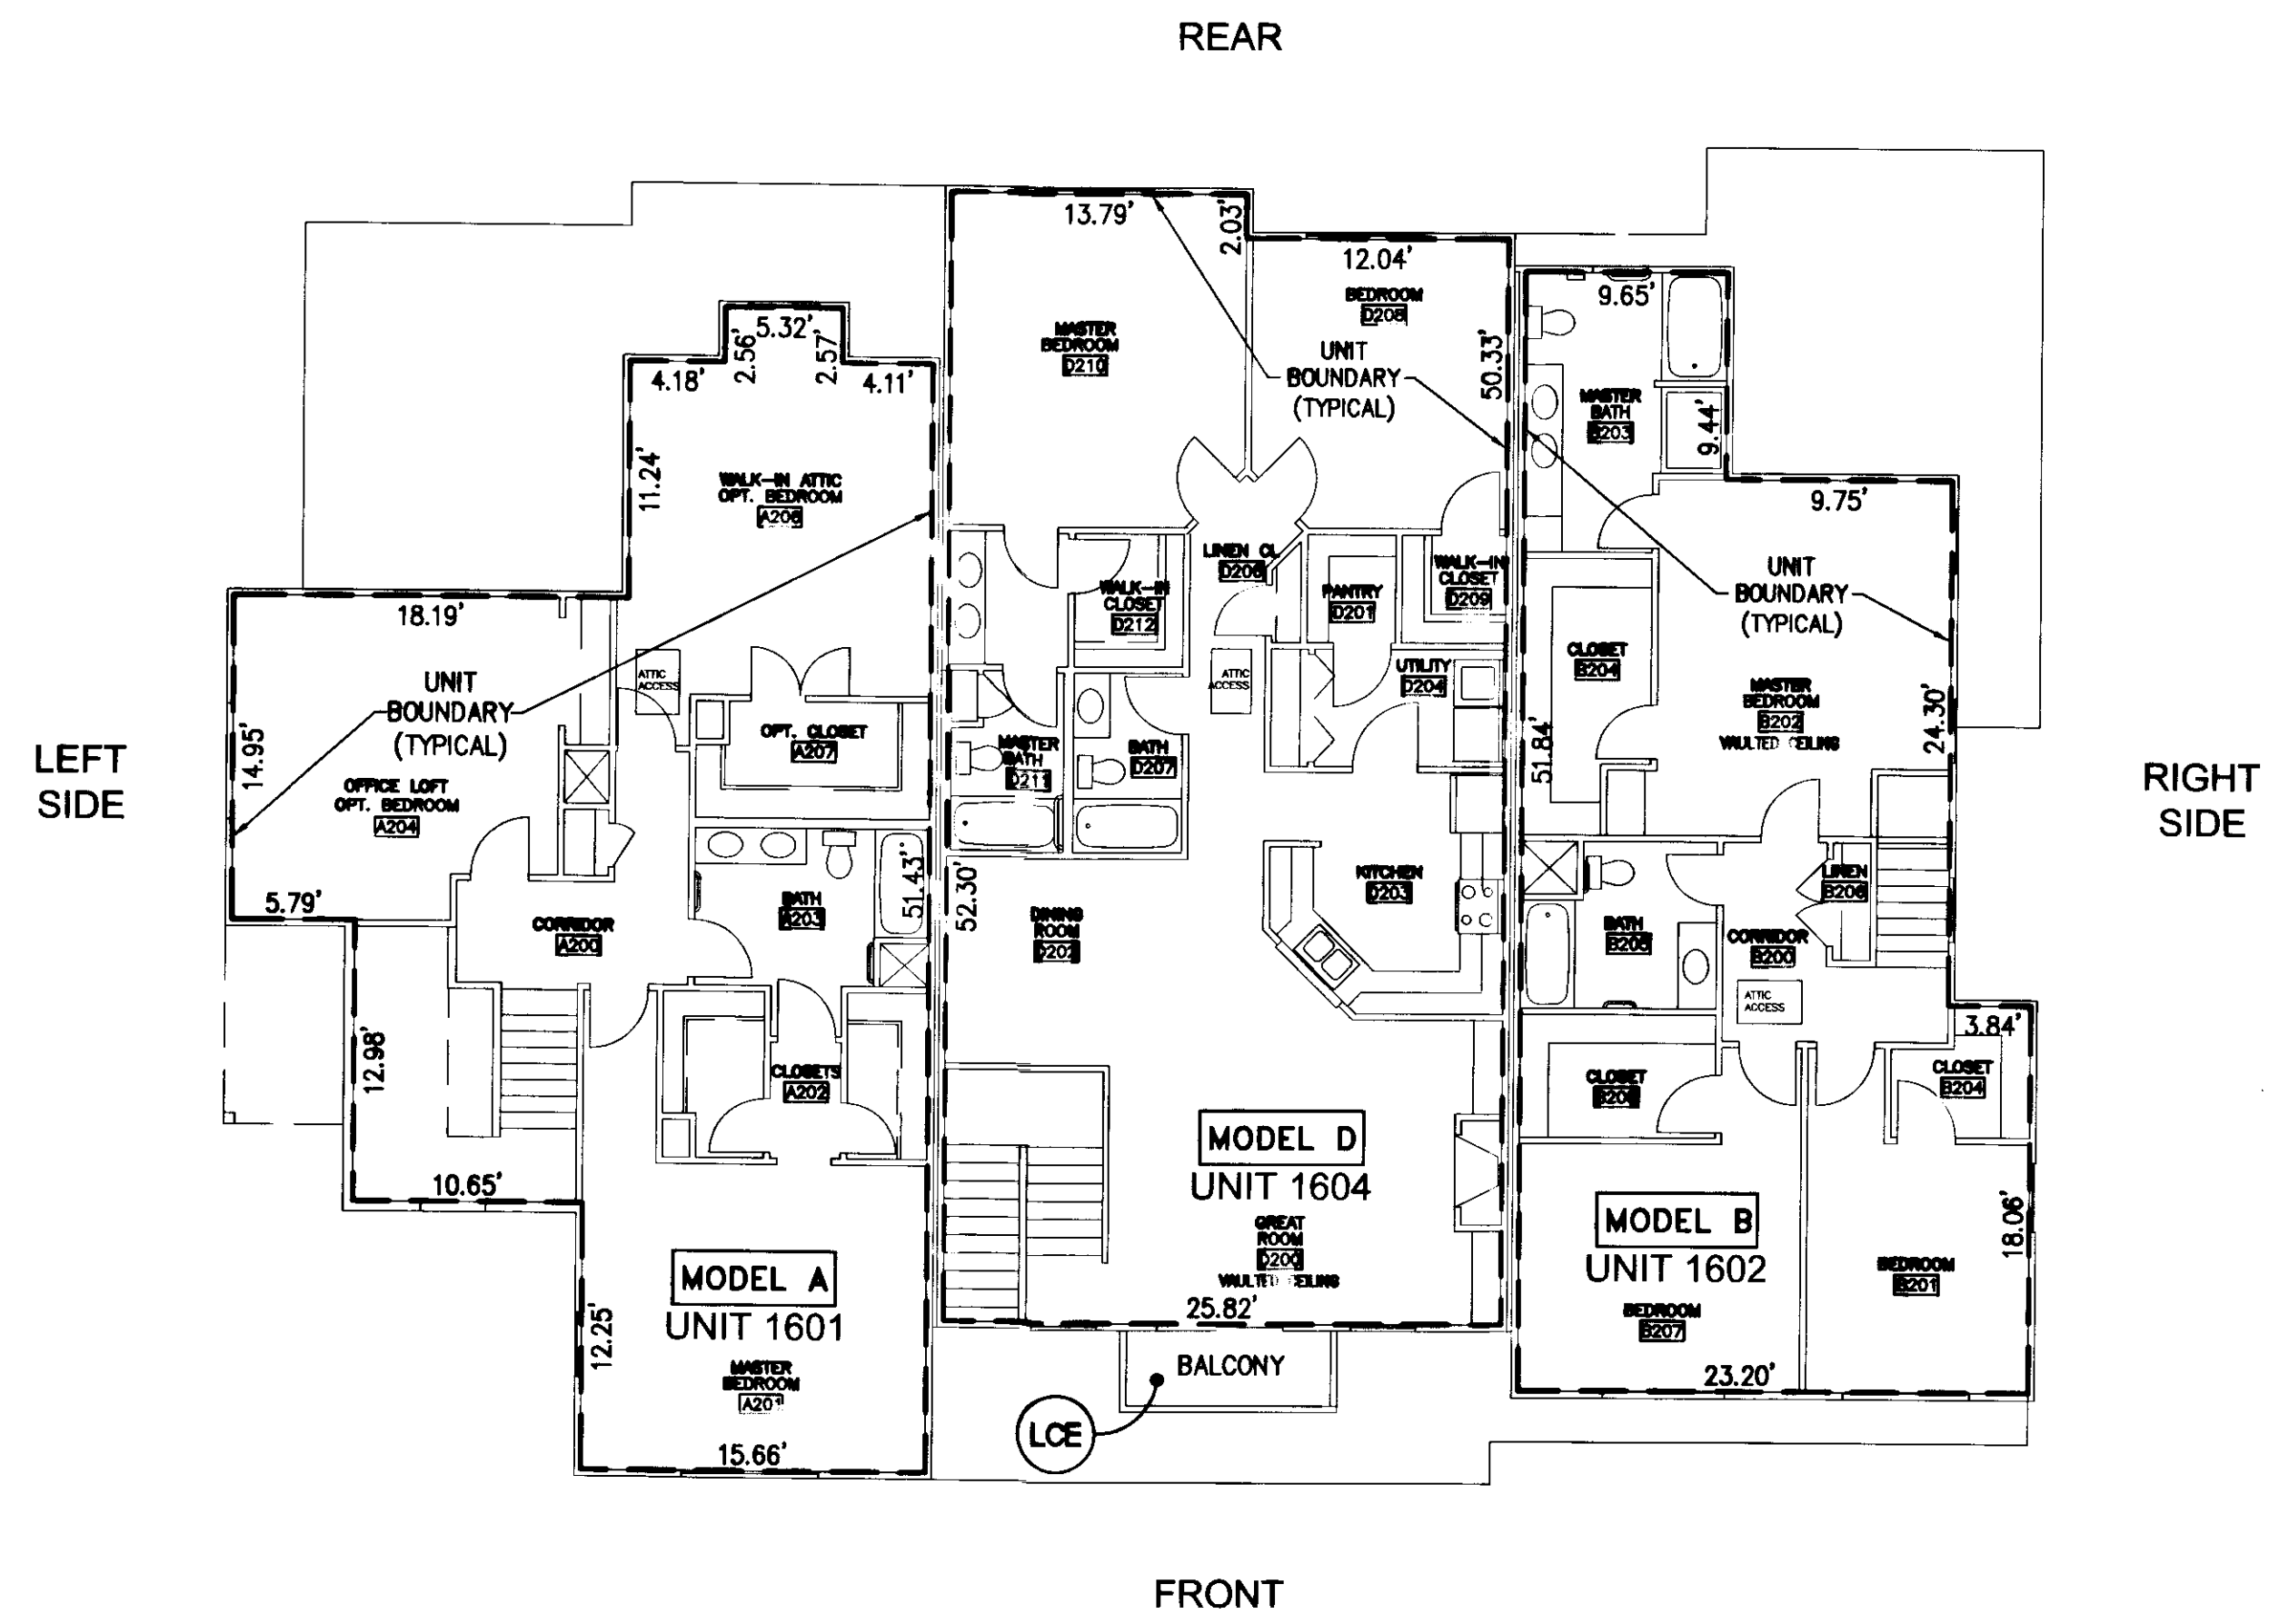 REAR
13.79'
2.03'
12.04'
BEDROOM
D208
9.65'
5.32'
2.56'
2.57'
4.18'
4.11'
MASTER
BEDROOM
D210
UNIT
BOUNDARY
(TYPICAL)
50.33'
MASTER
BATH
B203
9.44'
11.24'
WALK-IN ATTIC
OPT. BEDROOM
A206
9.75'
LINEN CL
D206
WALK-IN
CLOSET
D212
PANTRY
D201
WALK-IN
CLOSET
D209
UNIT
BOUNDARY
(TYPICAL)
18.19'
UNIT
BOUNDARY
(TYPICAL)
ATTIC
ACCESS
ATTIC
ACCESS
UTILITY
D204
CLOSET
B204
MASTER
BEDROOM
B202
VAULTED CEILING
24.30'
51.84'
LEFT
SIDE
14.95'
OFFICE LOFT
OPT. BEDROOM
A204
OPT. CLOSET
A207
MASTER
BATH
D211
BATH
D207
RIGHT
SIDE
5.79'
CORRIDOR
A200
BATH
A203
51.43'
52.30'
DINING
ROOM
D202
KITCHEN
D203
LINEN
B206
BATH
CORRIDOR
B200
ATTIC
ACCESS
3.84'
12.98'
CLOSETS
A202
CLOSET
CLOSET
B204
10.65'
MODEL D
UNIT 1604
GREAT
ROOM
D200
VAULTED CEILING
MODEL B
UNIT 1602
18.06'
BEDROOM
B201
MODEL A
UNIT 1601
12.25'
25.82'
BEDROOM
B207
MASTER
BEDROOM
A201
BALCONY
23.20'
LCE
15.66'
FRONT